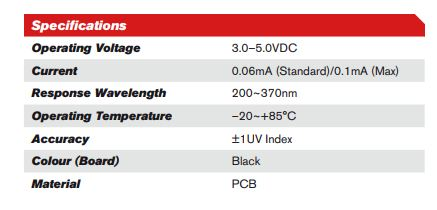 Specifications
Operating Voltage 3.0–5.0VDC
Current 0.06mA (Standard)/0.1mA (Max)
Response Wavelength 200~370nm
Operating Temperature –20~+85°C
Accuracy ±1UV Index
Colour (Board) Black
Material PCB